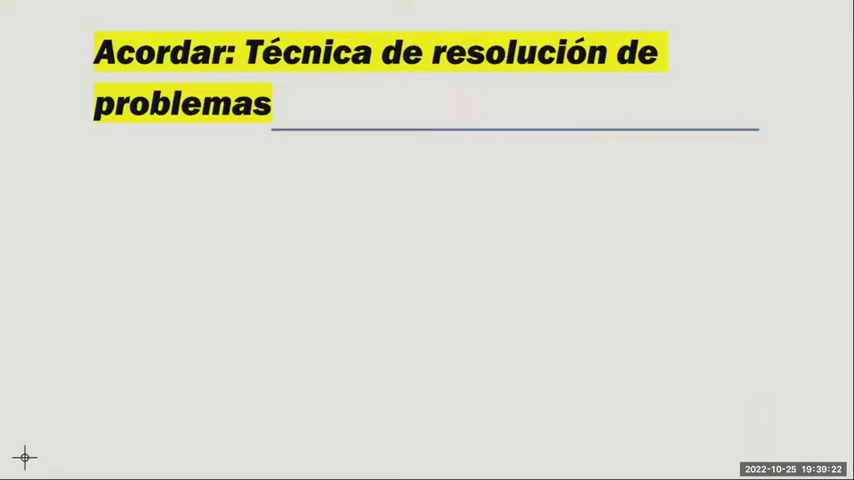 Acordar: Técnica de resolución de
problemas
2022-10-25 19:39:22